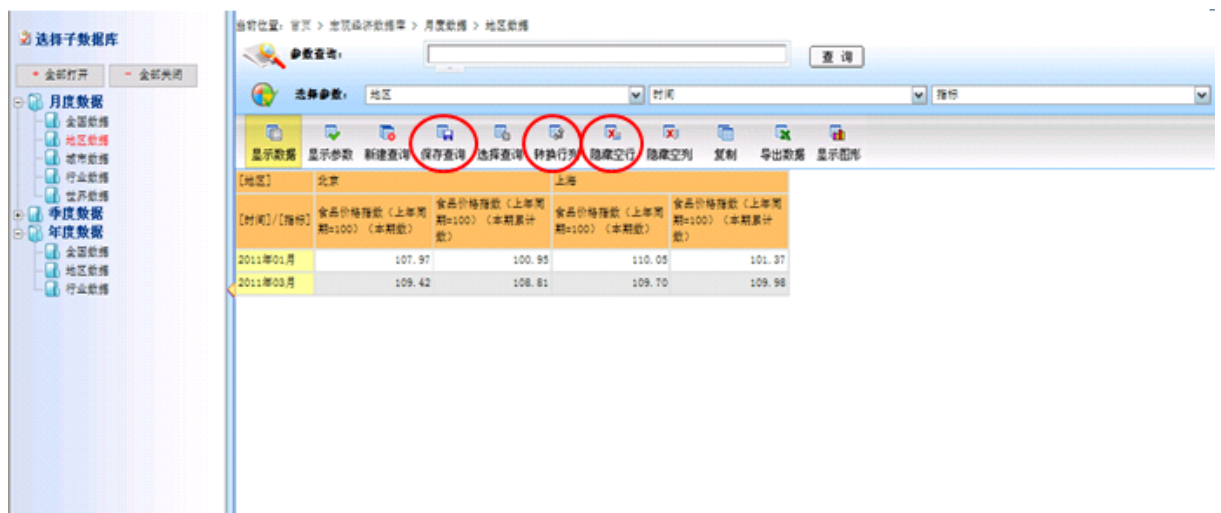 选择子数据库
+ 全部打开 - 全部关闭
月度数据
全国数据
地区数据
城市数据
行业数据
世界数据
季度数据
年度数据
全国数据
地区数据
行业数据
当前位置：首页 > 宏观经济数据库 > 月度数据 > 地区数据
参数查询：
查 询
选择参数： 地区 时间 指标
显示数据 显示参数 新建查询 保存查询 选择查询 转换行列 隐藏空行 隐藏空列 复制 导出数据 显示图形
[地区] 北京 上海
[时间]/[指标]
食品价格指数（上年同
期=100）（本期数）
食品价格指数（上年同
期=100）（本期累计
数）
食品价格指数（上年同
期=100）（本期数）
食品价格指数（上年同
期=100）（本期累计
数）
2011年01月 107.97 100.95 110.05 101.37
2011年03月 109.42 108.81 109.70 109.98